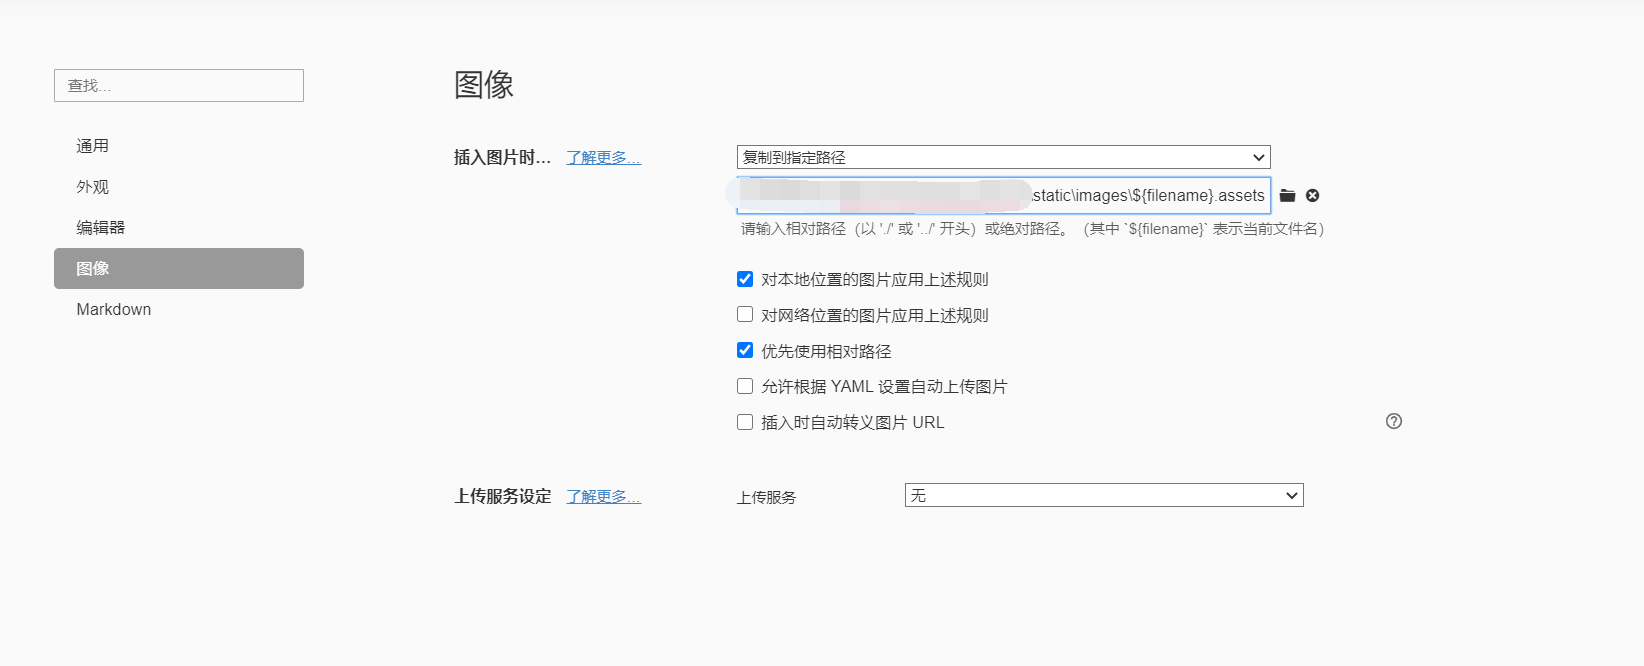 查找...
通用
外观
编辑器
图像
Markdown
图像
插入图片时... 了解更多... 复制到指定路径
\static\images\${filename}.assets
请输入相对路径（以 './' 或 '../' 开头）或绝对路径。（其中 `${filename}` 表示当前文件名）
对本地位置的图片应用上述规则
对网络位置的图片应用上述规则
优先使用相对路径
允许根据 YAML 设置自动上传图片
插入时自动转义图片 URL
上传服务设定 了解更多... 上传服务 无